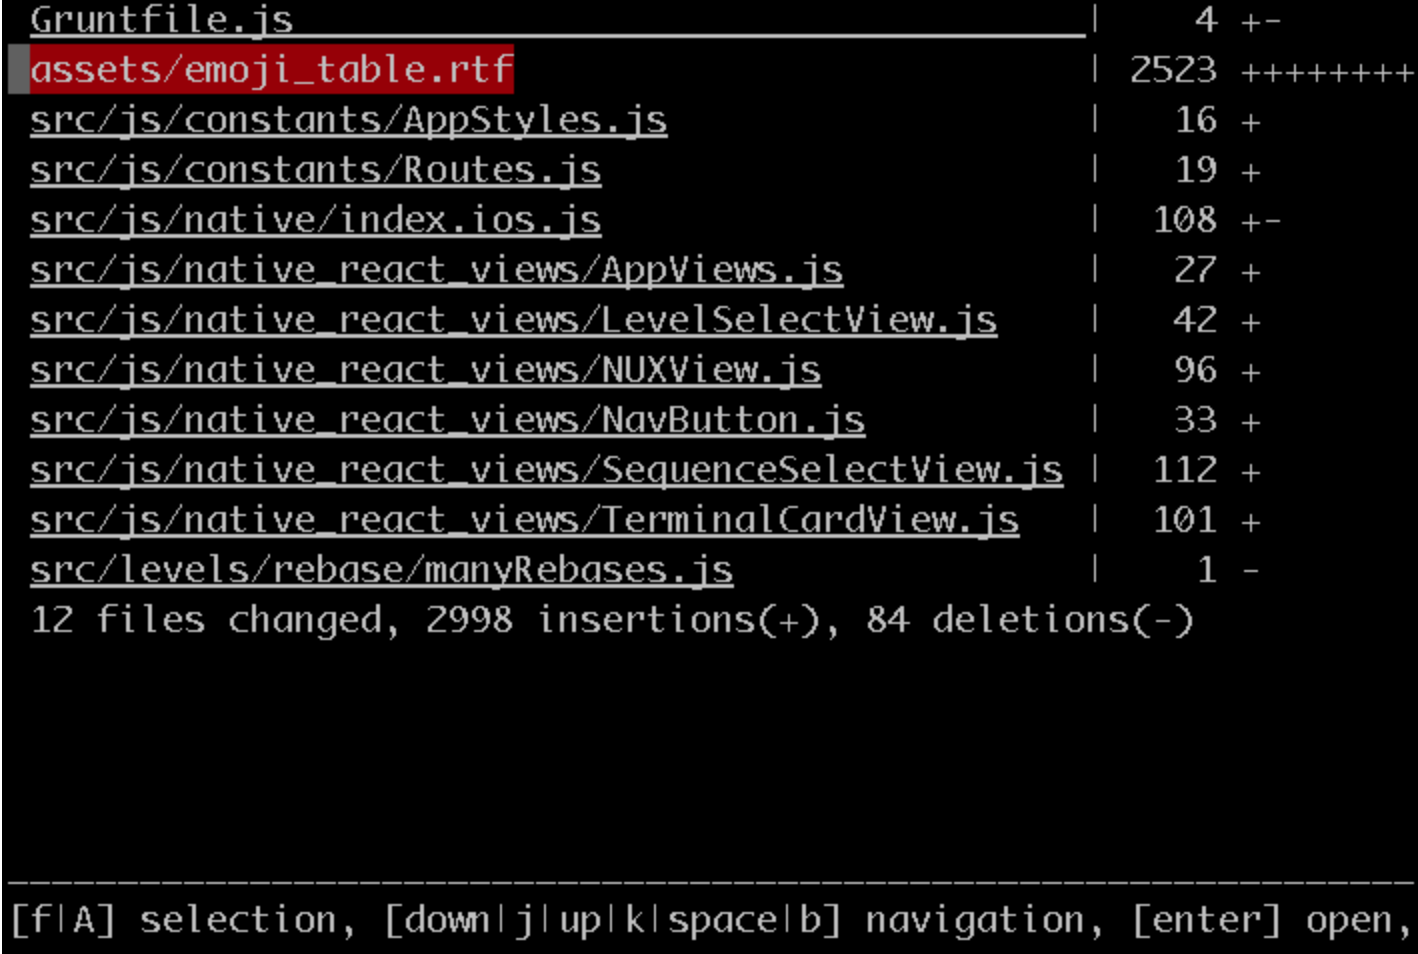 Gruntfile.js | 4 +-
assets/emoji_table.rtf | 2523 ++++++++
src/js/constants/AppStyles.js | 16 +
src/js/constants/Routes.js | 19 +
src/js/native/index.ios.js | 108 +-
src/js/native_react_views/AppViews.js | 27 +
src/js/native_react_views/LevelSelectView.js | 42 +
src/js/native_react_views/NUXView.js | 96 +
src/js/native_react_views/NavButton.js | 33 +
src/js/native_react_views/SequenceSelectView.js | 112 +
src/js/native_react_views/TerminalCardView.js | 101 +
src/levels/rebase/manyRebases.js | 1 -
12 files changed, 2998 insertions(+), 84 deletions(-)
[f|A] selection, [down|j|up|k|space|b] navigation, [enter] open,